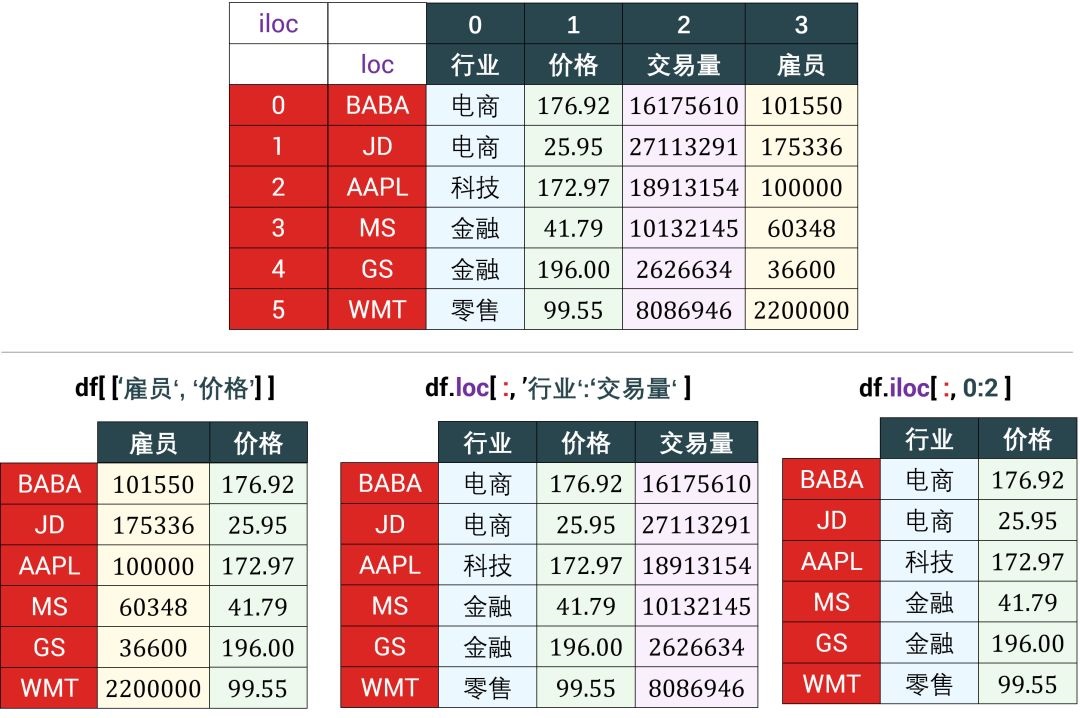 iloc 0 1 2 3
loc 行业 价格 交易量 雇员
0 BABA 电商 176.92 16175610 101550
1 JD 电商 25.95 27113291 175336
2 AAPL 科技 172.97 18913154 100000
3 MS 金融 41.79 10132145 60348
4 GS 金融 196.00 2626634 36600
5 WMT 零售 99.55 8086946 2200000
df[ [‘雇员‘, ‘价格’] ]
雇员 价格
BABA 101550 176.92
JD 175336 25.95
AAPL 100000 172.97
MS 60348 41.79
GS 36600 196.00
WMT 2200000 99.55
df.loc[ :, ’行业‘:‘交易量‘ ]
行业 价格 交易量
BABA 电商 176.92 16175610
JD 电商 25.95 27113291
AAPL 科技 172.97 18913154
MS 金融 41.79 10132145
GS 金融 196.00 2626634
WMT 零售 99.55 8086946
df.iloc[ :, 0:2 ]
行业 价格
BABA 电商 176.92
JD 电商 25.95
AAPL 科技 172.97
MS 金融 41.79
GS 金融 196.00
WMT 零售 99.55